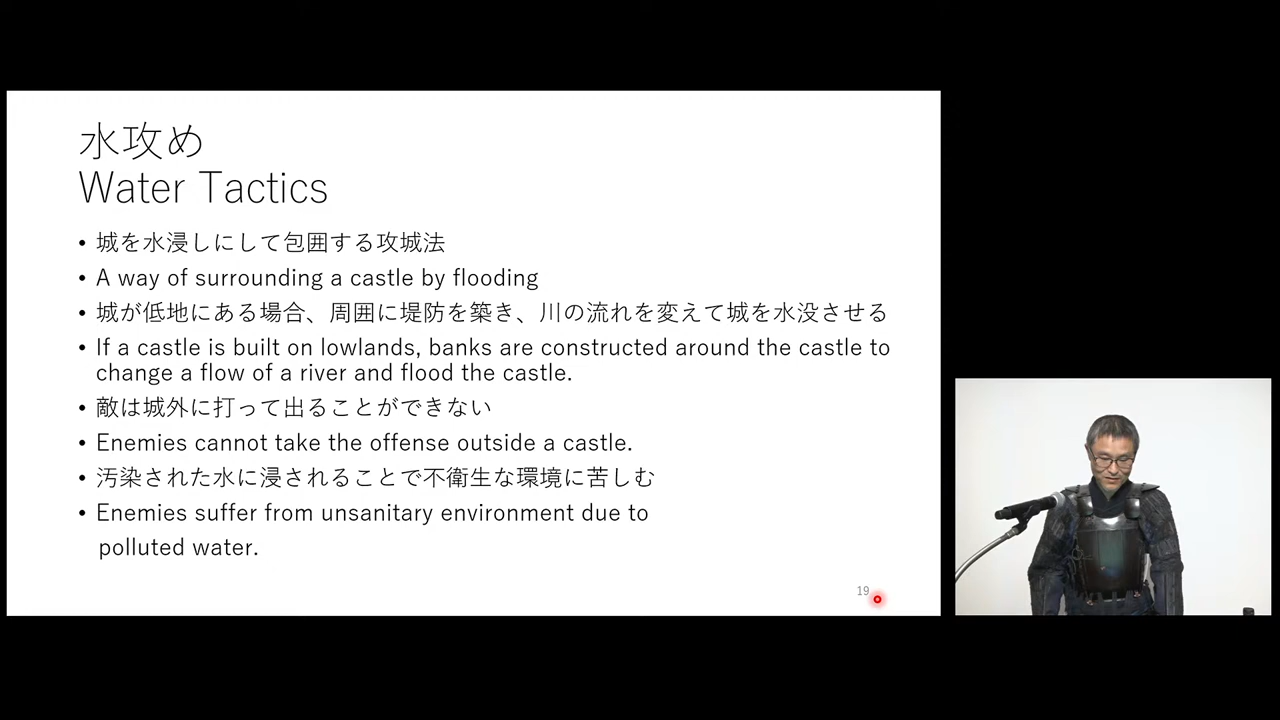 水攻め
Water Tactics
• 城を水浸しにして包囲する攻城法
• A way of surrounding a castle by flooding
• 城が低地にある場合、周囲に堤防を築き、川の流れを変えて城を水没させる
• If a castle is built on lowlands, banks are constructed around the castle to
change a flow of a river and flood the castle.
• 敵は城外に打って出ることができない
• Enemies cannot take the offense outside a castle.
• 汚染された水に浸されることで不衛生な環境に苦しむ
• Enemies suffer from unsanitary environment due to
polluted water.
19